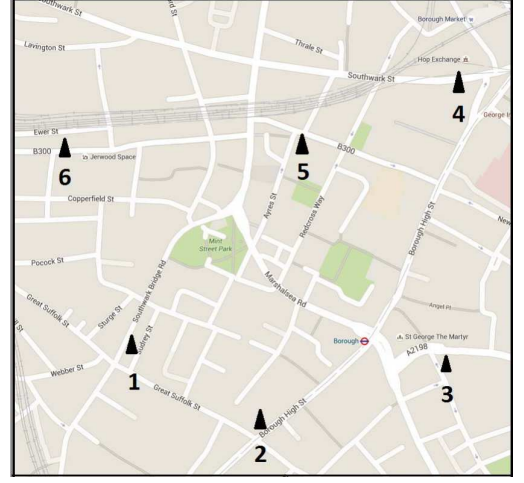 Southwark St
Borough Market
Lavington St
Thrale St
Hop Exchange
Southwark St
4
George
Ewer St
B300
Jerwood Space
6
5
B300
Copperfield St
Ayres St
Redcross Way
Borough High St
New
Mint
Street Park
Pocock St
Southwark Bridge Rd
Marshalsea Rd
Great Suffolk St
Sturge St
Angel Pl
Borough
St George The Martyr
A2198
Webber St
1
3
Great Suffolk St
Borough High St
2